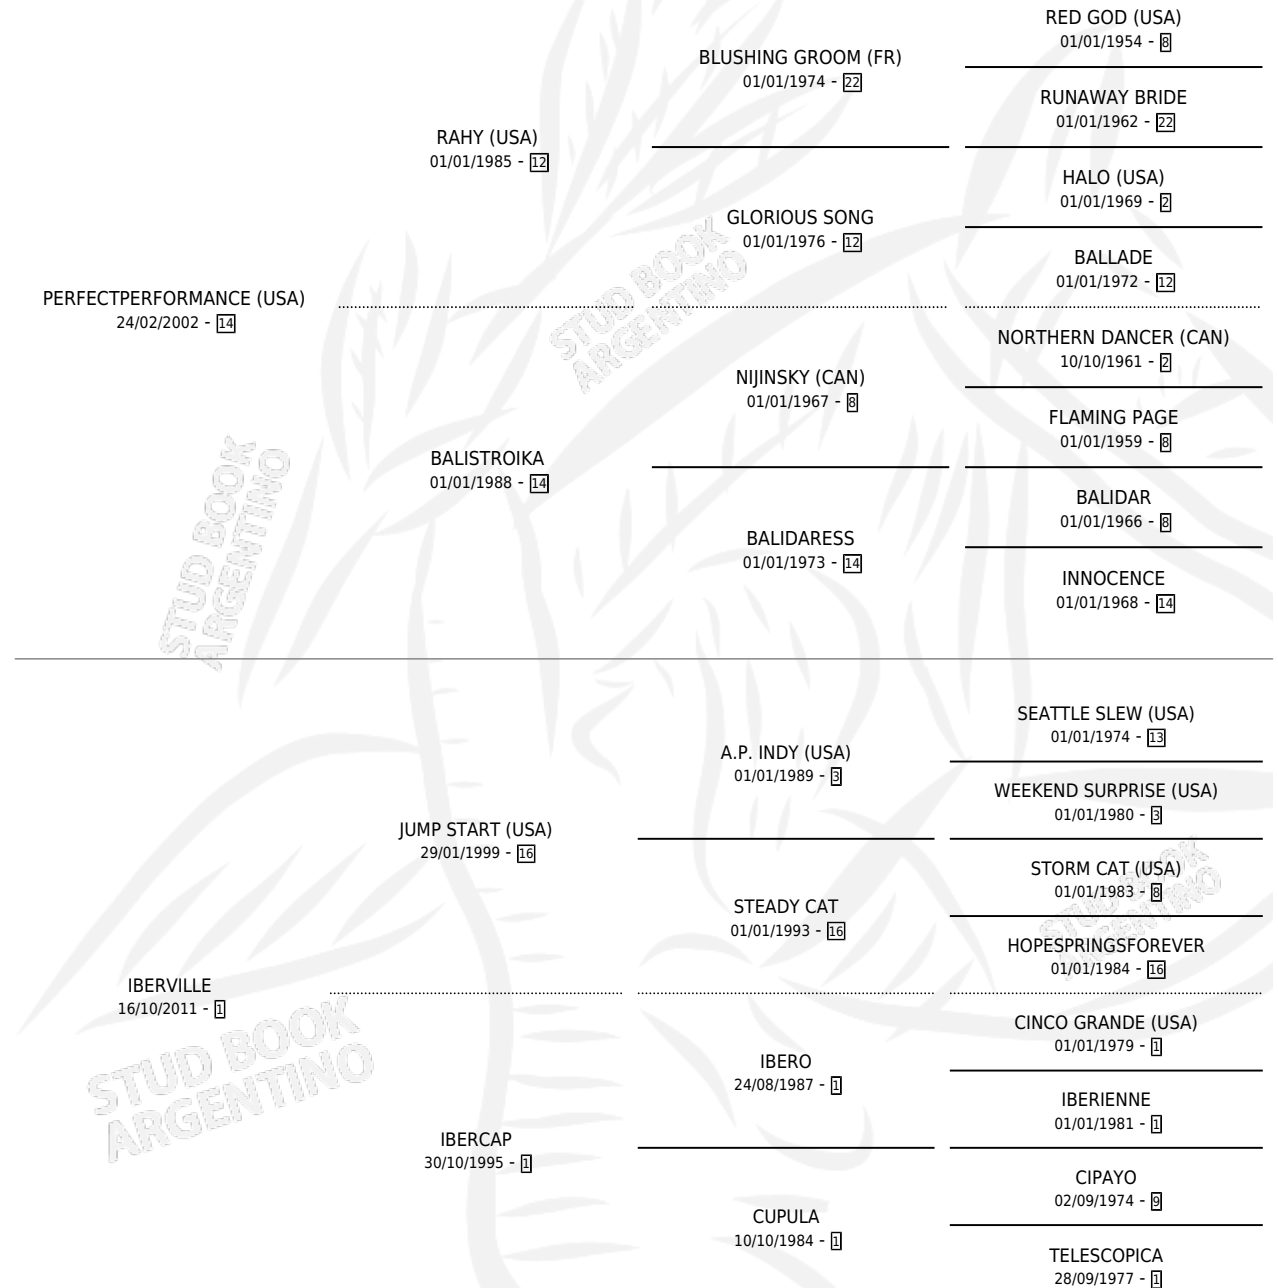 RED GOD (USA)
01/01/1954 - 8
BLUSHING GROOM (FR)
01/01/1974 - 22
RUNAWAY BRIDE
01/01/1962 - 22
RAHY (USA)
01/01/1985 - 12
HALO (USA)
01/01/1969 - 2
GLORIOUS SONG
01/01/1976 - 12
BALLADE
01/01/1972 - 12
PERFECTPERFORMANCE (USA)
24/02/2002 - 14
NORTHERN DANCER (CAN)
10/10/1961 - 2
NIJINSKY (CAN)
01/01/1967 - 8
FLAMING PAGE
01/01/1959 - 8
BALISTROIKA
01/01/1988 - 14
BALIDAR
01/01/1966 - 8
BALIDARESS
01/01/1973 - 14
INNOCENCE
01/01/1968 - 14
STUD BOOK
ARGENTINO
STUD BOOK
ARGENTINO
SEATTLE SLEW (USA)
01/01/1974 - 13
A.P. INDY (USA)
01/01/1989 - 3
WEEKEND SURPRISE (USA)
01/01/1980 - 3
JUMP START (USA)
29/01/1999 - 16
STORM CAT (USA)
01/01/1983 - 8
STEADY CAT
01/01/1993 - 16
HOPESPRINGSFOREVER
01/01/1984 - 16
IBERVILLE
16/10/2011 - 1
CINCO GRANDE (USA)
01/01/1979 - 1
IBERO
24/08/1987 - 1
IBERIENNE
01/01/1981 - 1
IBERCAP
30/10/1995 - 1
CIPAYO
02/09/1974 - 9
CUPULA
10/10/1984 - 1
TELESCOPICA
28/09/1977 - 1
STUD BOOK
ARGENTINO
STUD BOOK
ARGENTINO